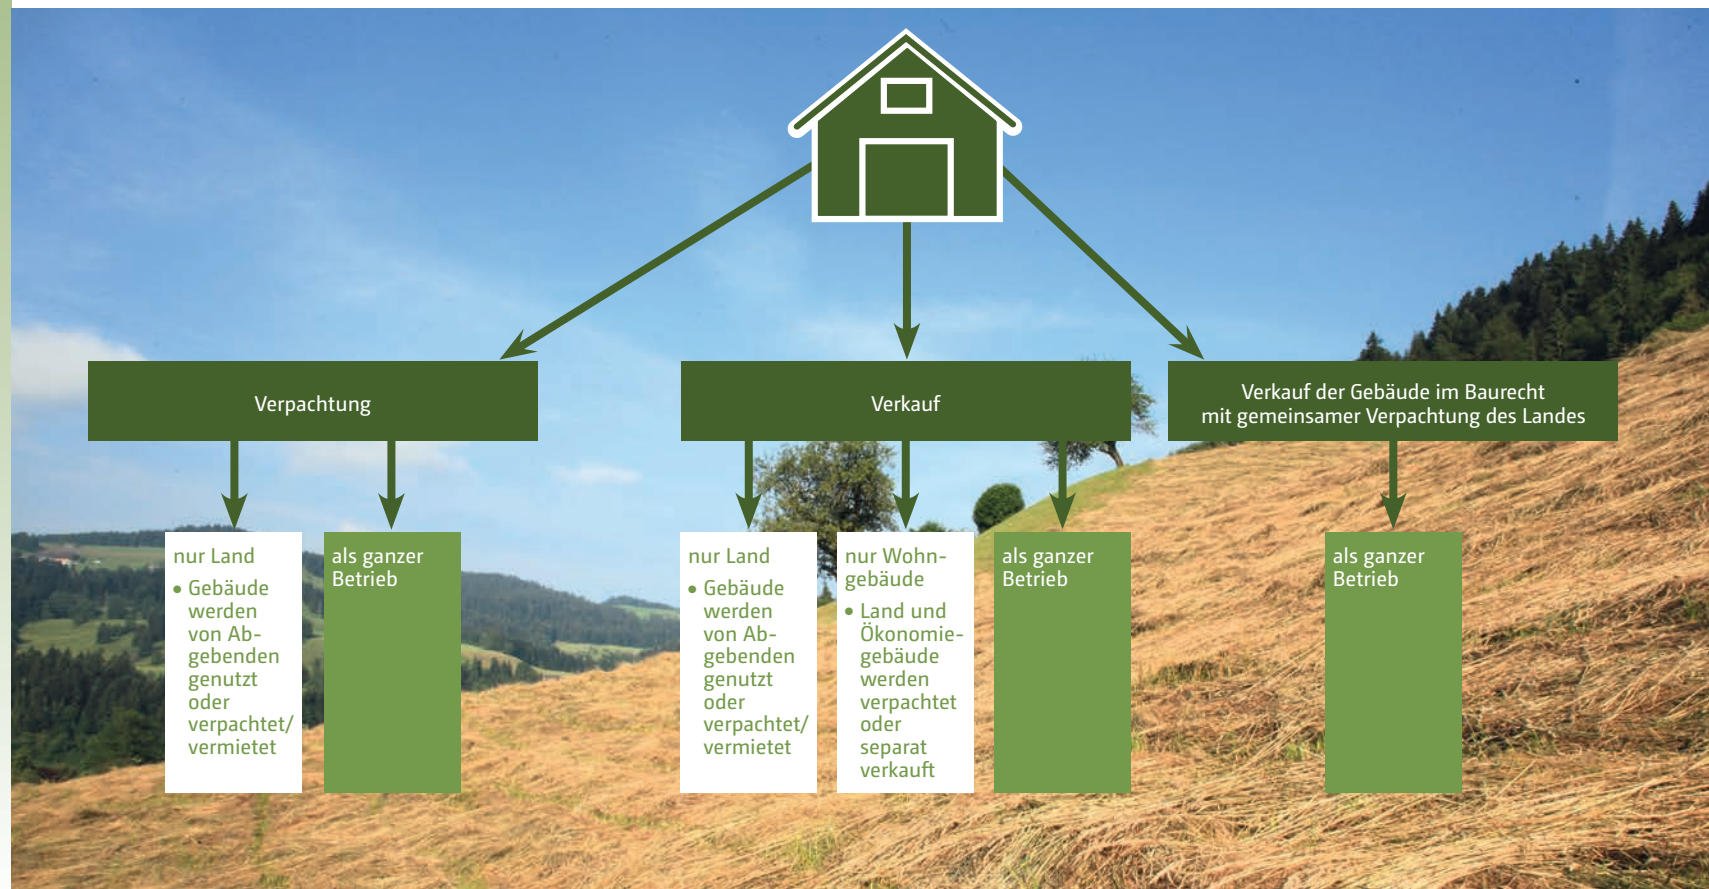 Verpachtung
Verkauf
Verkauf der Gebäude im Baurecht
mit gemeinsamer Verpachtung des Landes
nur Land
• Gebäude
werden
von Ab-
gebenden
genutzt
oder
verpachtet/
vermietet
als ganzer
Betrieb
nur Land
• Gebäude
werden
von Ab-
gebenden
genutzt
oder
verpachtet/
vermietet
nur Wohn-
gebäude
• Land und
Ökonomie-
gebäude
werden
verpachtet
oder
separat
verkauft
als ganzer
Betrieb
als ganzer
Betrieb